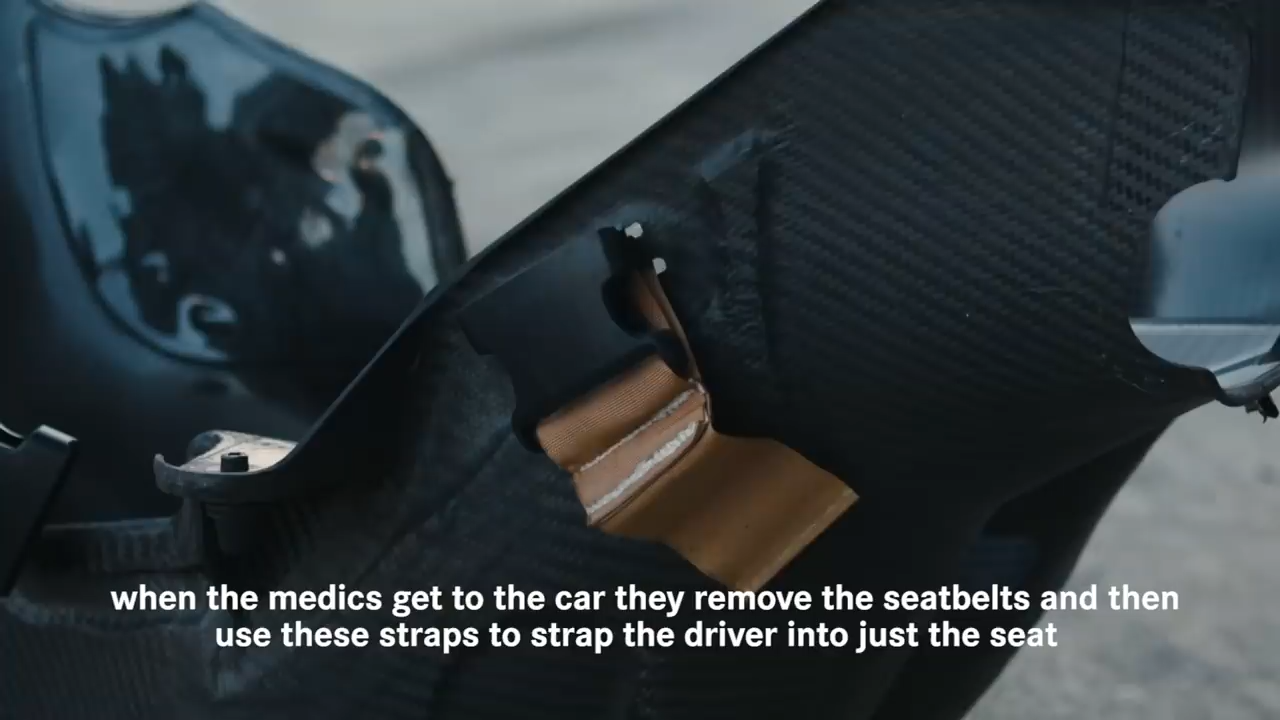 when the medics get to the car they remove the seatbelts and then
use these straps to strap the driver into just the seat